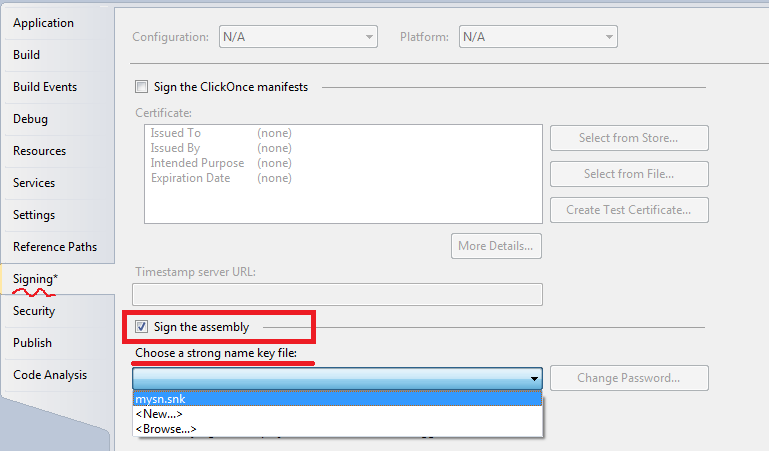 Application
Build
Build Events
Debug
Resources
Services
Settings
Reference Paths
Signing*
Security
Publish
Code Analysis
Configuration: N/A Platform: N/A
Sign the ClickOnce manifests
Certificate:
Issued To (none)
Issued By (none)
Intended Purpose (none)
Expiration Date (none)
Select from Store...
Select from File...
Create Test Certificate...
More Details...
Timestamp server URL:
Sign the assembly
Choose a strong name key file:
Change Password...
mysn.snk
<New...>
<Browse...>